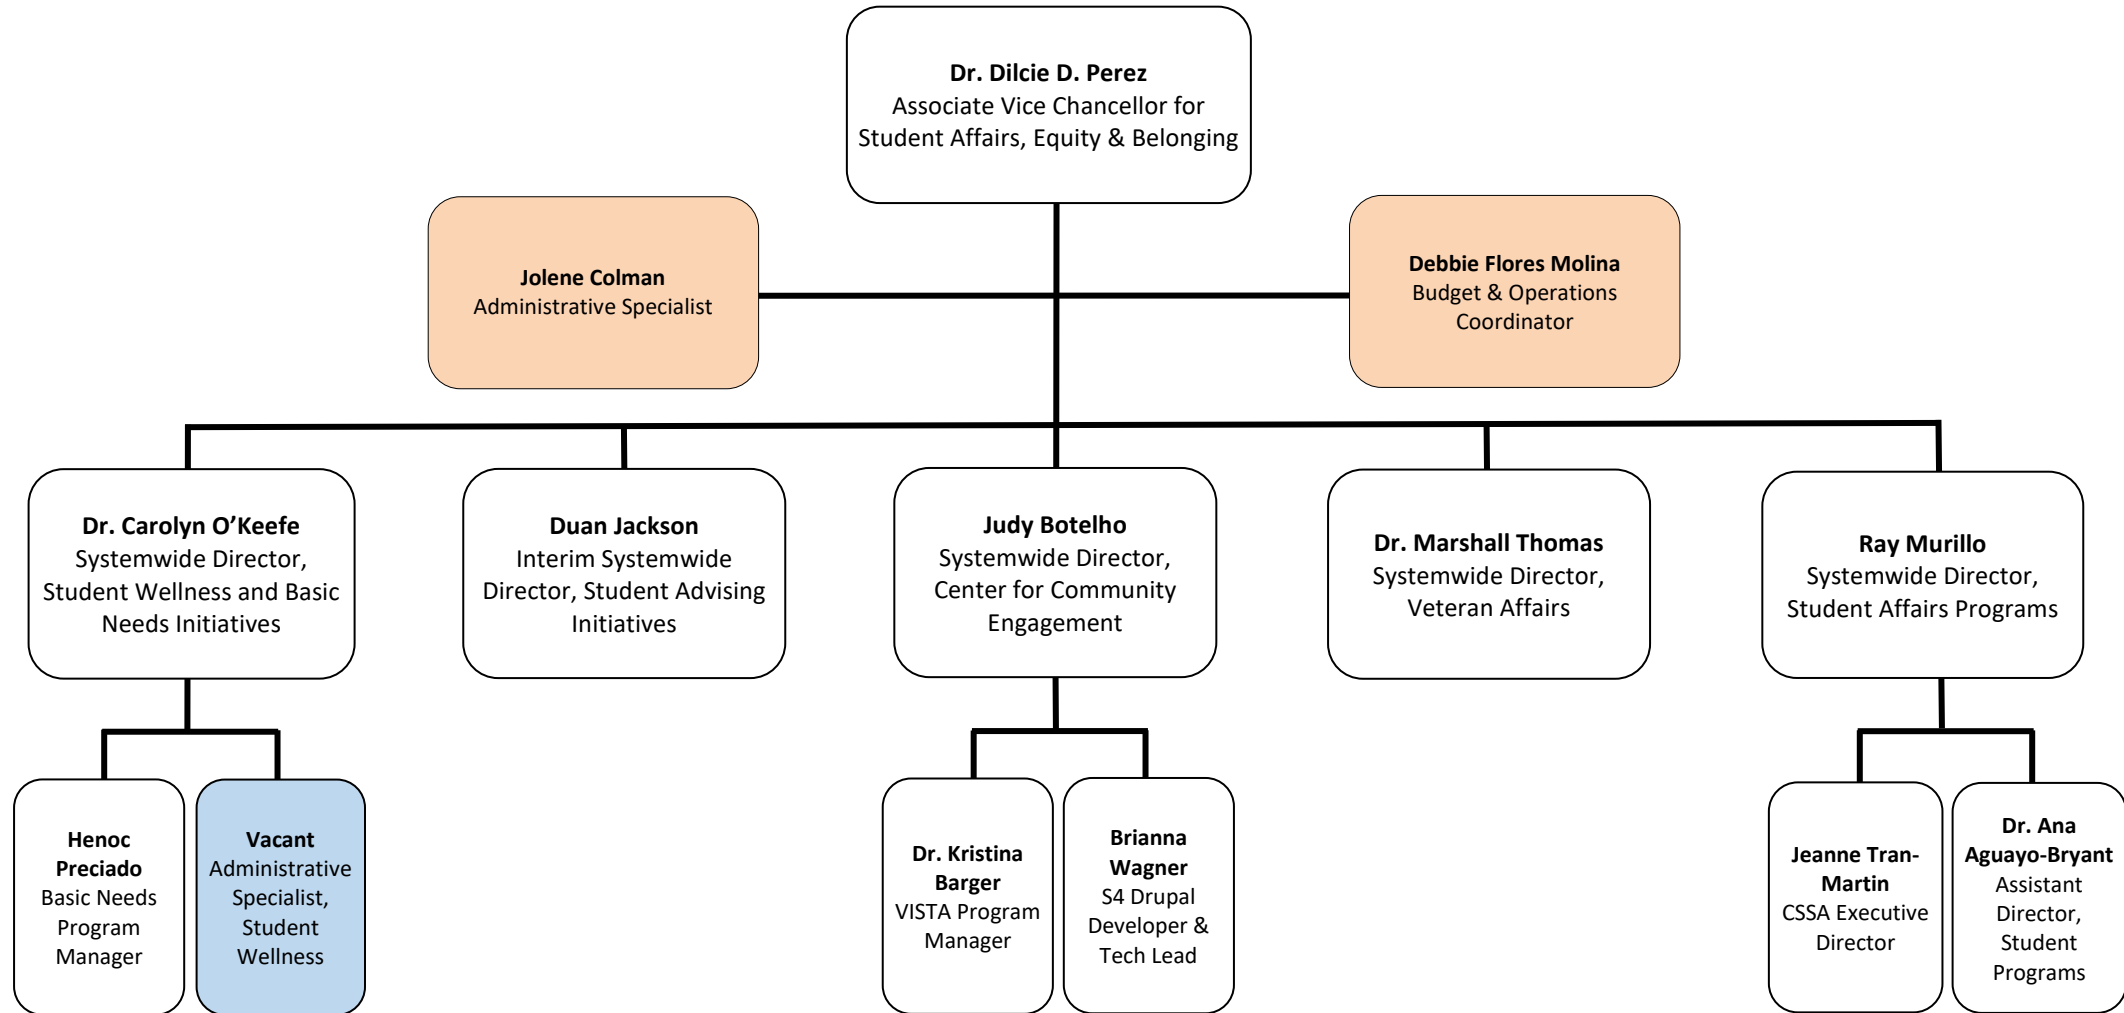 Dr. Dilcie D. Perez
Associate Vice Chancellor for
Student Affairs, Equity & Belonging
Jolene Colman
Administrative Specialist
Debbie Flores Molina
Budget & Operations
Coordinator
Dr. Carolyn O’Keefe
Systemwide Director,
Student Wellness and Basic
Needs Initiatives
Duan Jackson
Interim Systemwide
Director, Student Advising
Initiatives
Judy Botelho
Systemwide Director,
Center for Community
Engagement
Dr. Marshall Thomas
Systemwide Director,
Veteran Affairs
Ray Murillo
Systemwide Director,
Student Affairs Programs
Henoc
Preciado
Basic Needs
Program
Manager
Vacant
Administrative
Specialist,
Student
Wellness
Dr. Kristina
Barger
VISTA Program
Manager
Brianna
Wagner
S4 Drupal
Developer &
Tech Lead
Jeanne Tran-
Martin
CSSA Executive
Director
Dr. Ana
Aguayo-Bryant
Assistant
Director,
Student
Programs